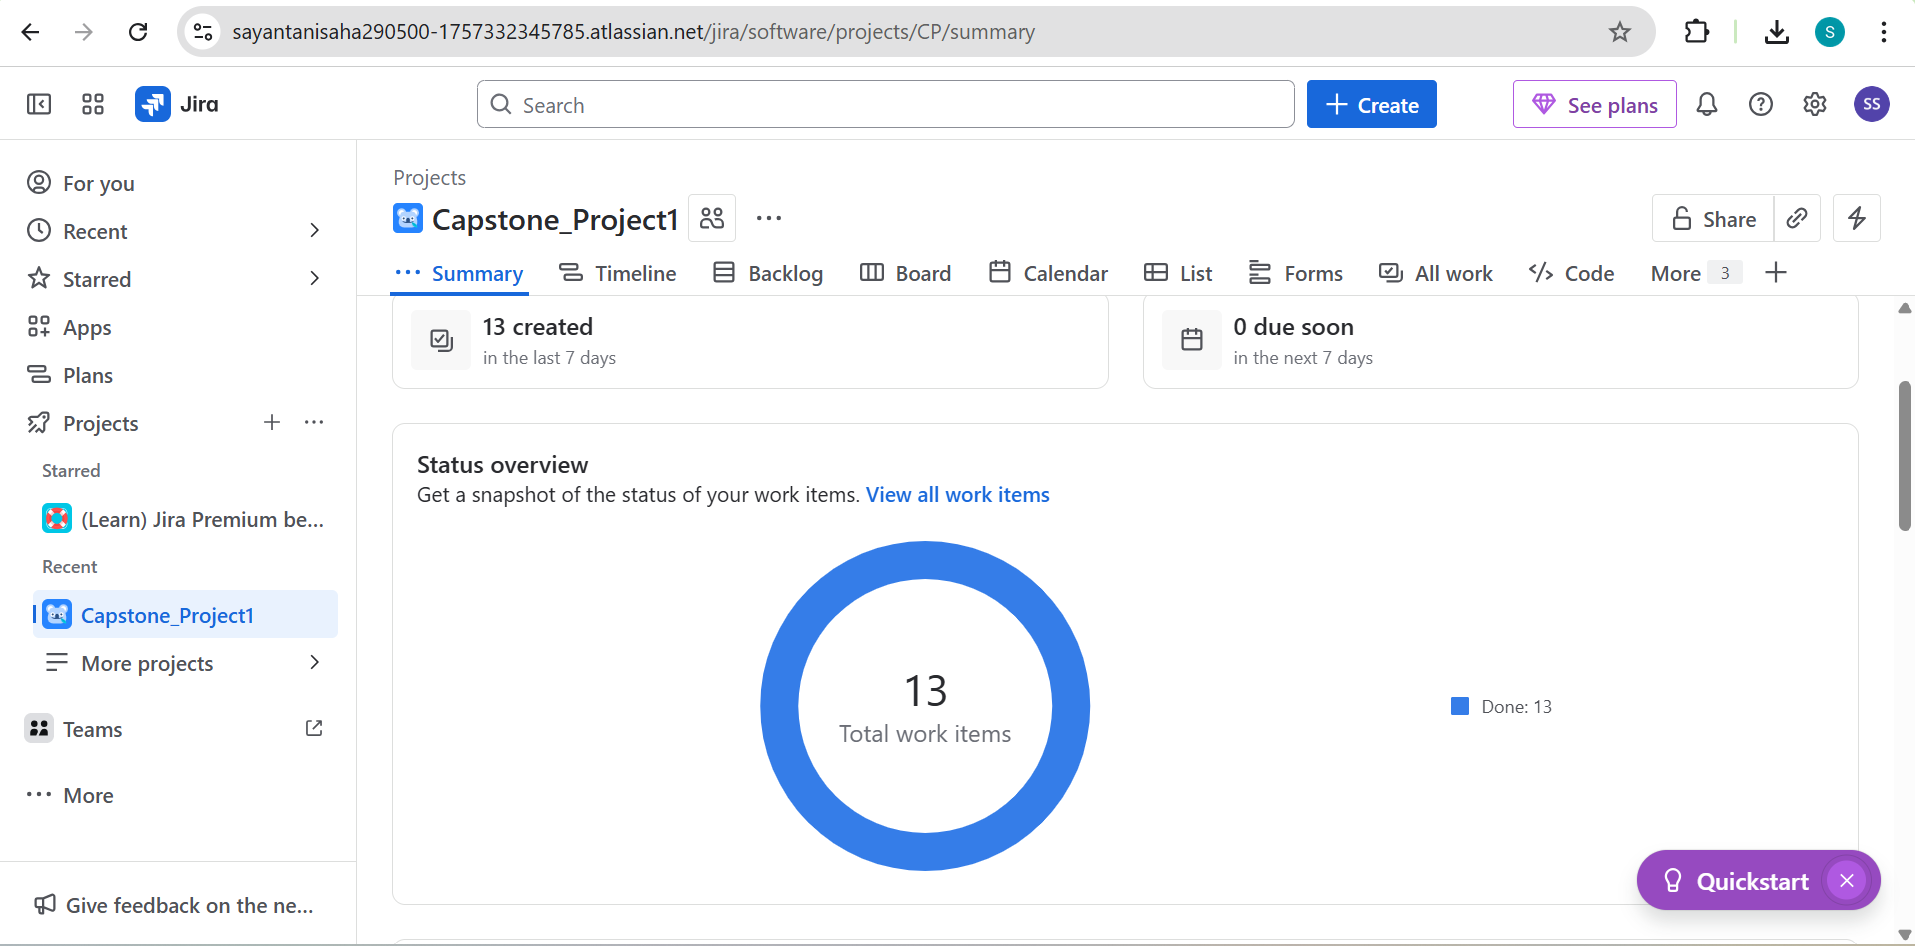 sayantanisaha290500-1757332345785.atlassian.net/jira/software/projects/CP/summary
S
Jira
Search
Create
See plans
SS
For you
Recent
Starred
Apps
Plans
Projects
Starred
(Learn) Jira Premium be...
Recent
Capstone_Project1
More projects
Teams
More
Give feedback on the ne...
Projects
Capstone_Project1
Share
Summary
Timeline
Backlog
Board
Calendar
List
Forms
All work
Code
More 3
13 created
in the last 7 days
0 due soon
in the next 7 days
Status overview
Get a snapshot of the status of your work items. View all work items
13
Total work items
Done: 13
Quickstart